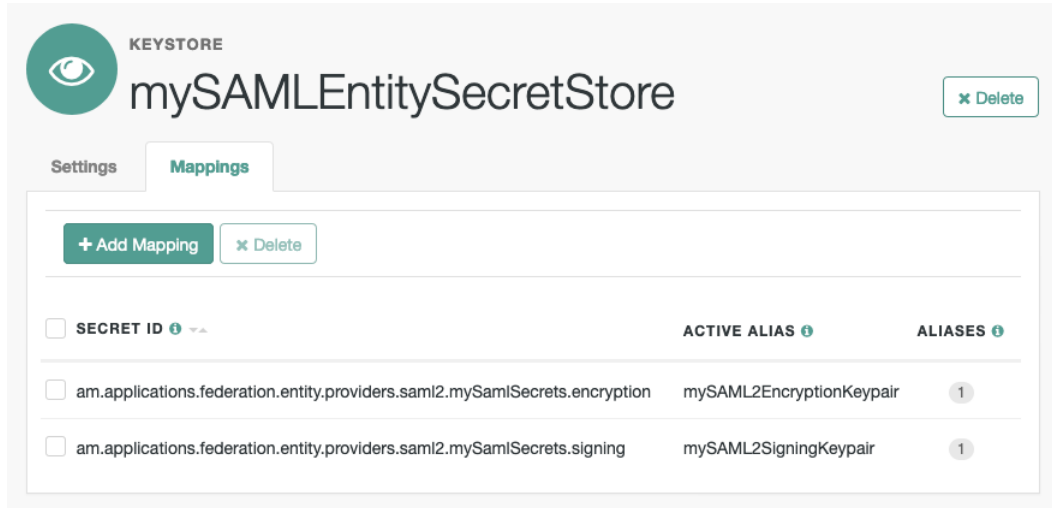 KEYSTORE
mySAMLEntitySecretStore
Delete
Settings Mappings
Add Mapping Delete
SECRET ID ACTIVE ALIAS ALIASES
am.applications.federation.entity.providers.saml2.mySamlSecrets.encryption mySAML2EncryptionKeypair 1
am.applications.federation.entity.providers.saml2.mySamlSecrets.signing mySAML2SigningKeypair 1